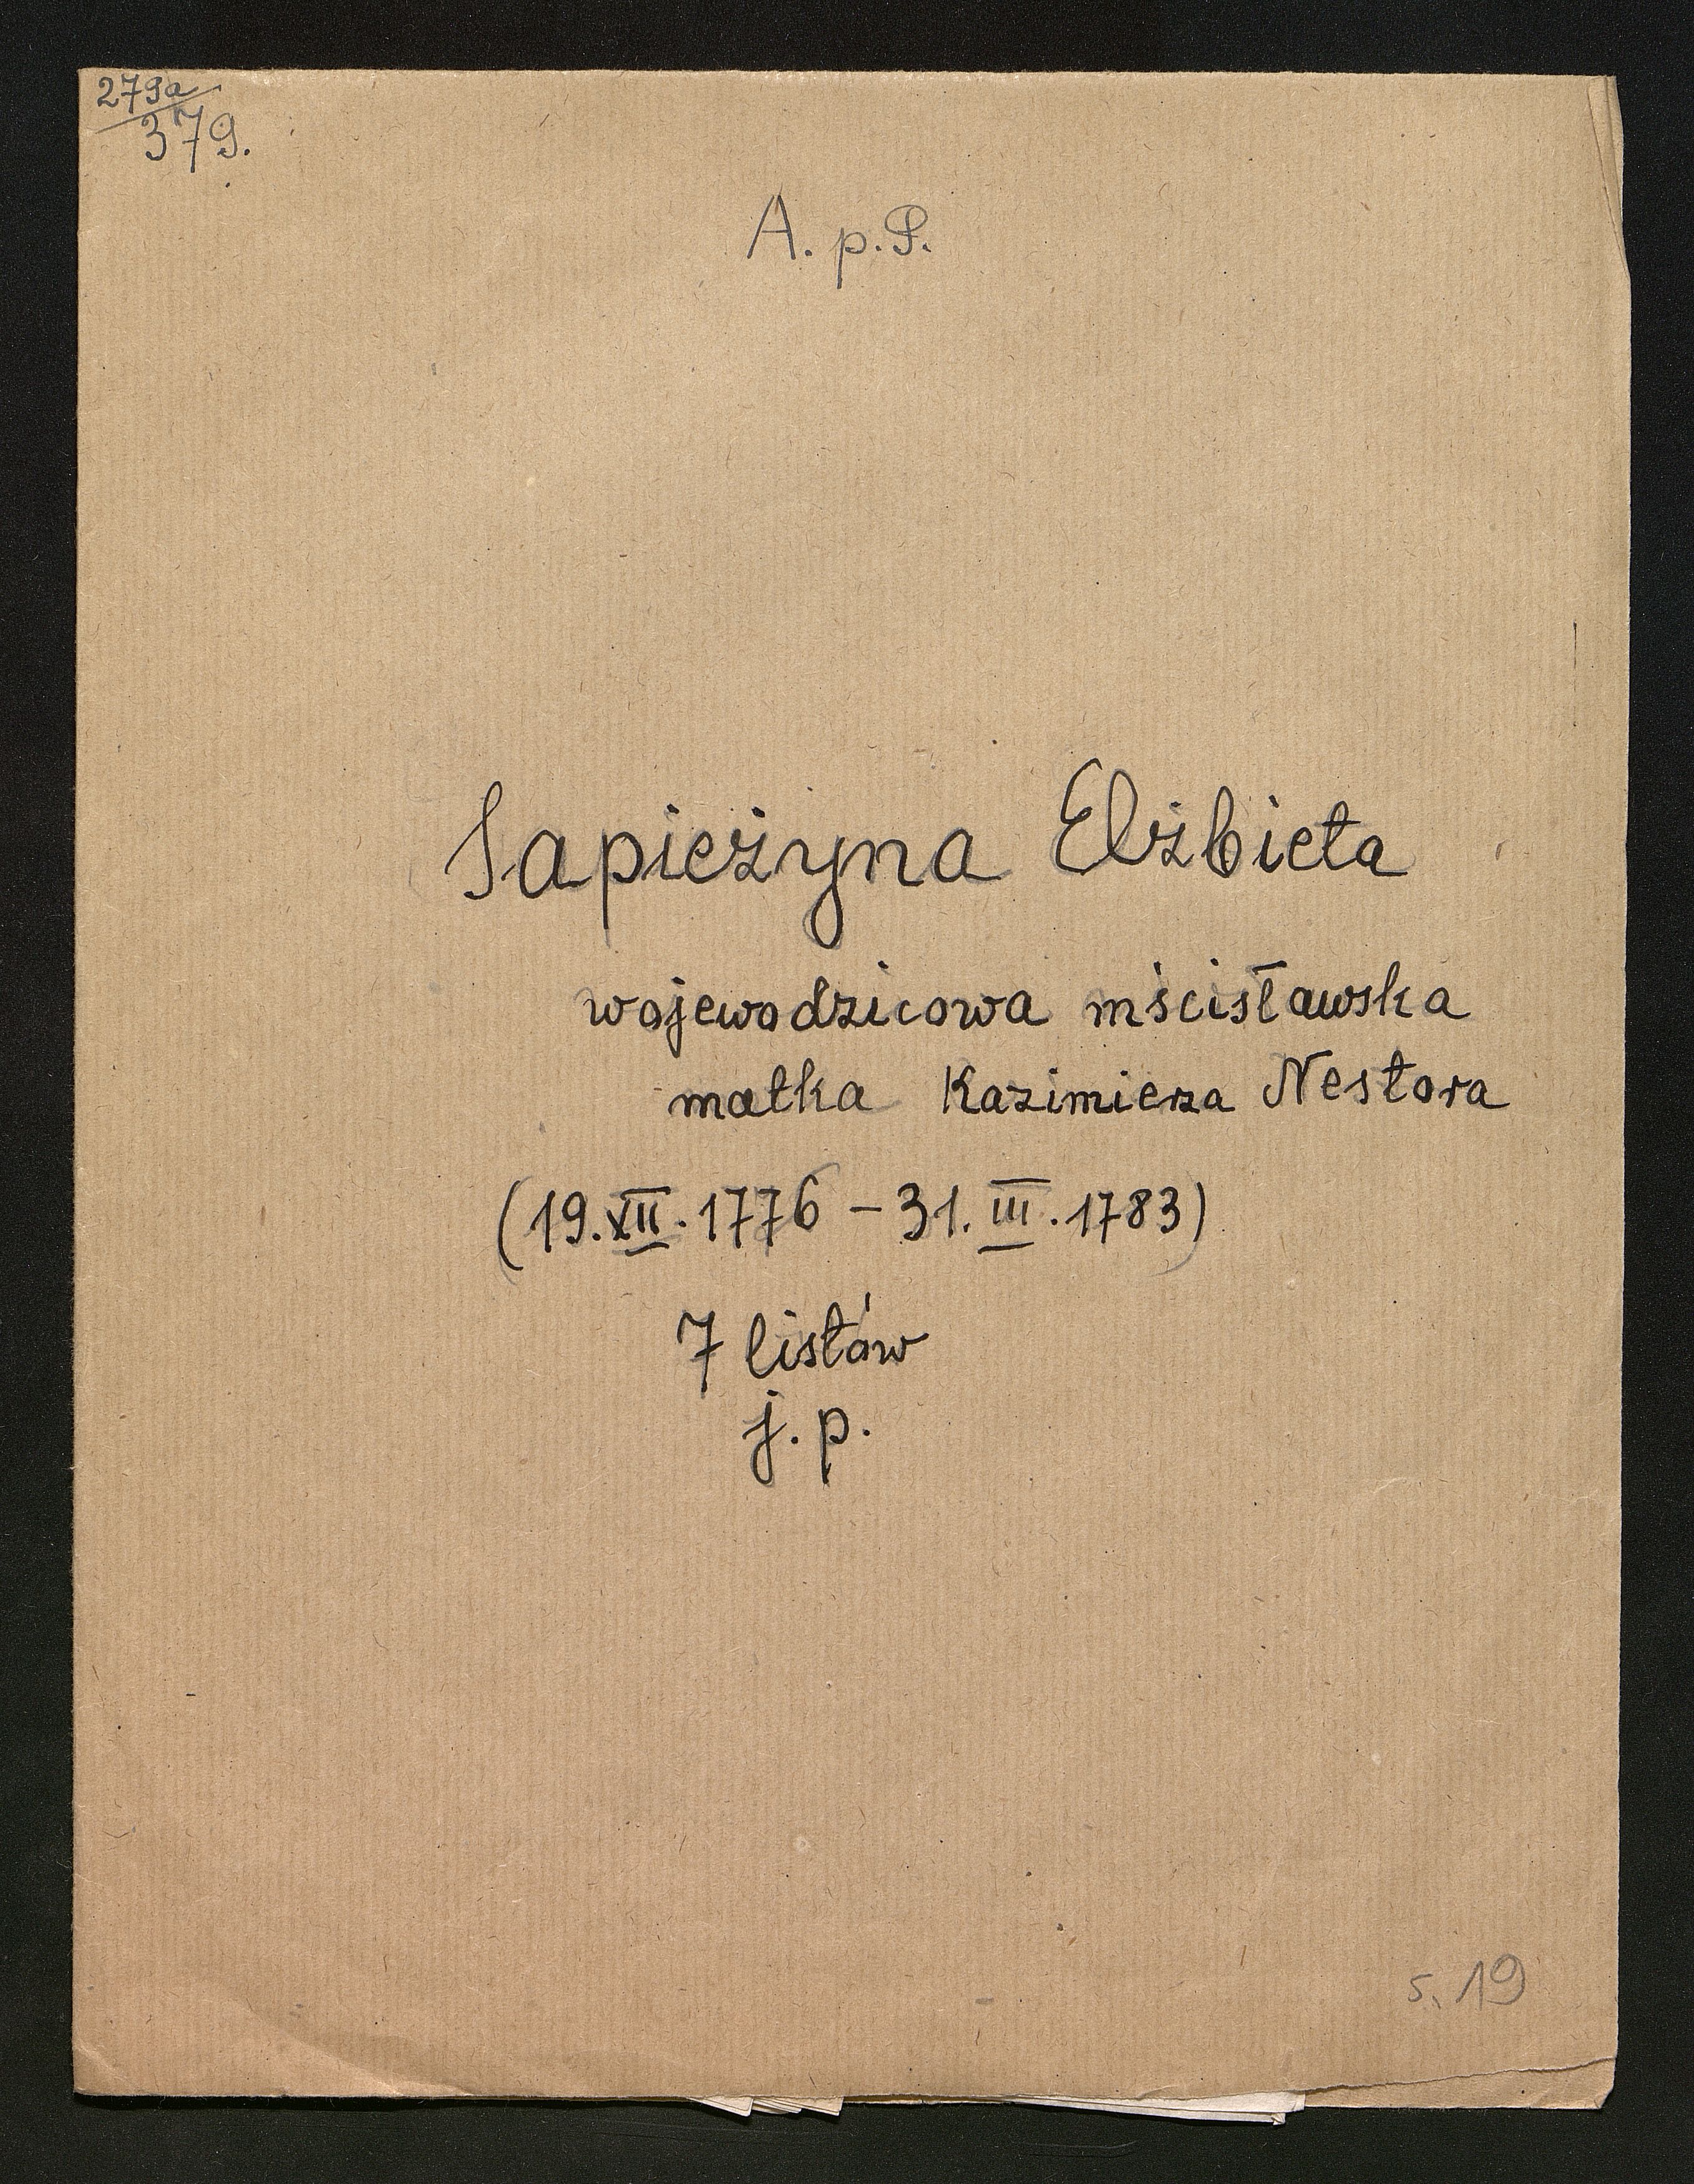 279a
379.
A. p. P.
Sapieżyna Elżbieta
wojewodzicowa mścisławska
matka Kazimierza Nestora
(19.XII.1776 – 31.III.1783)
7 listów
j. p.
s. 19